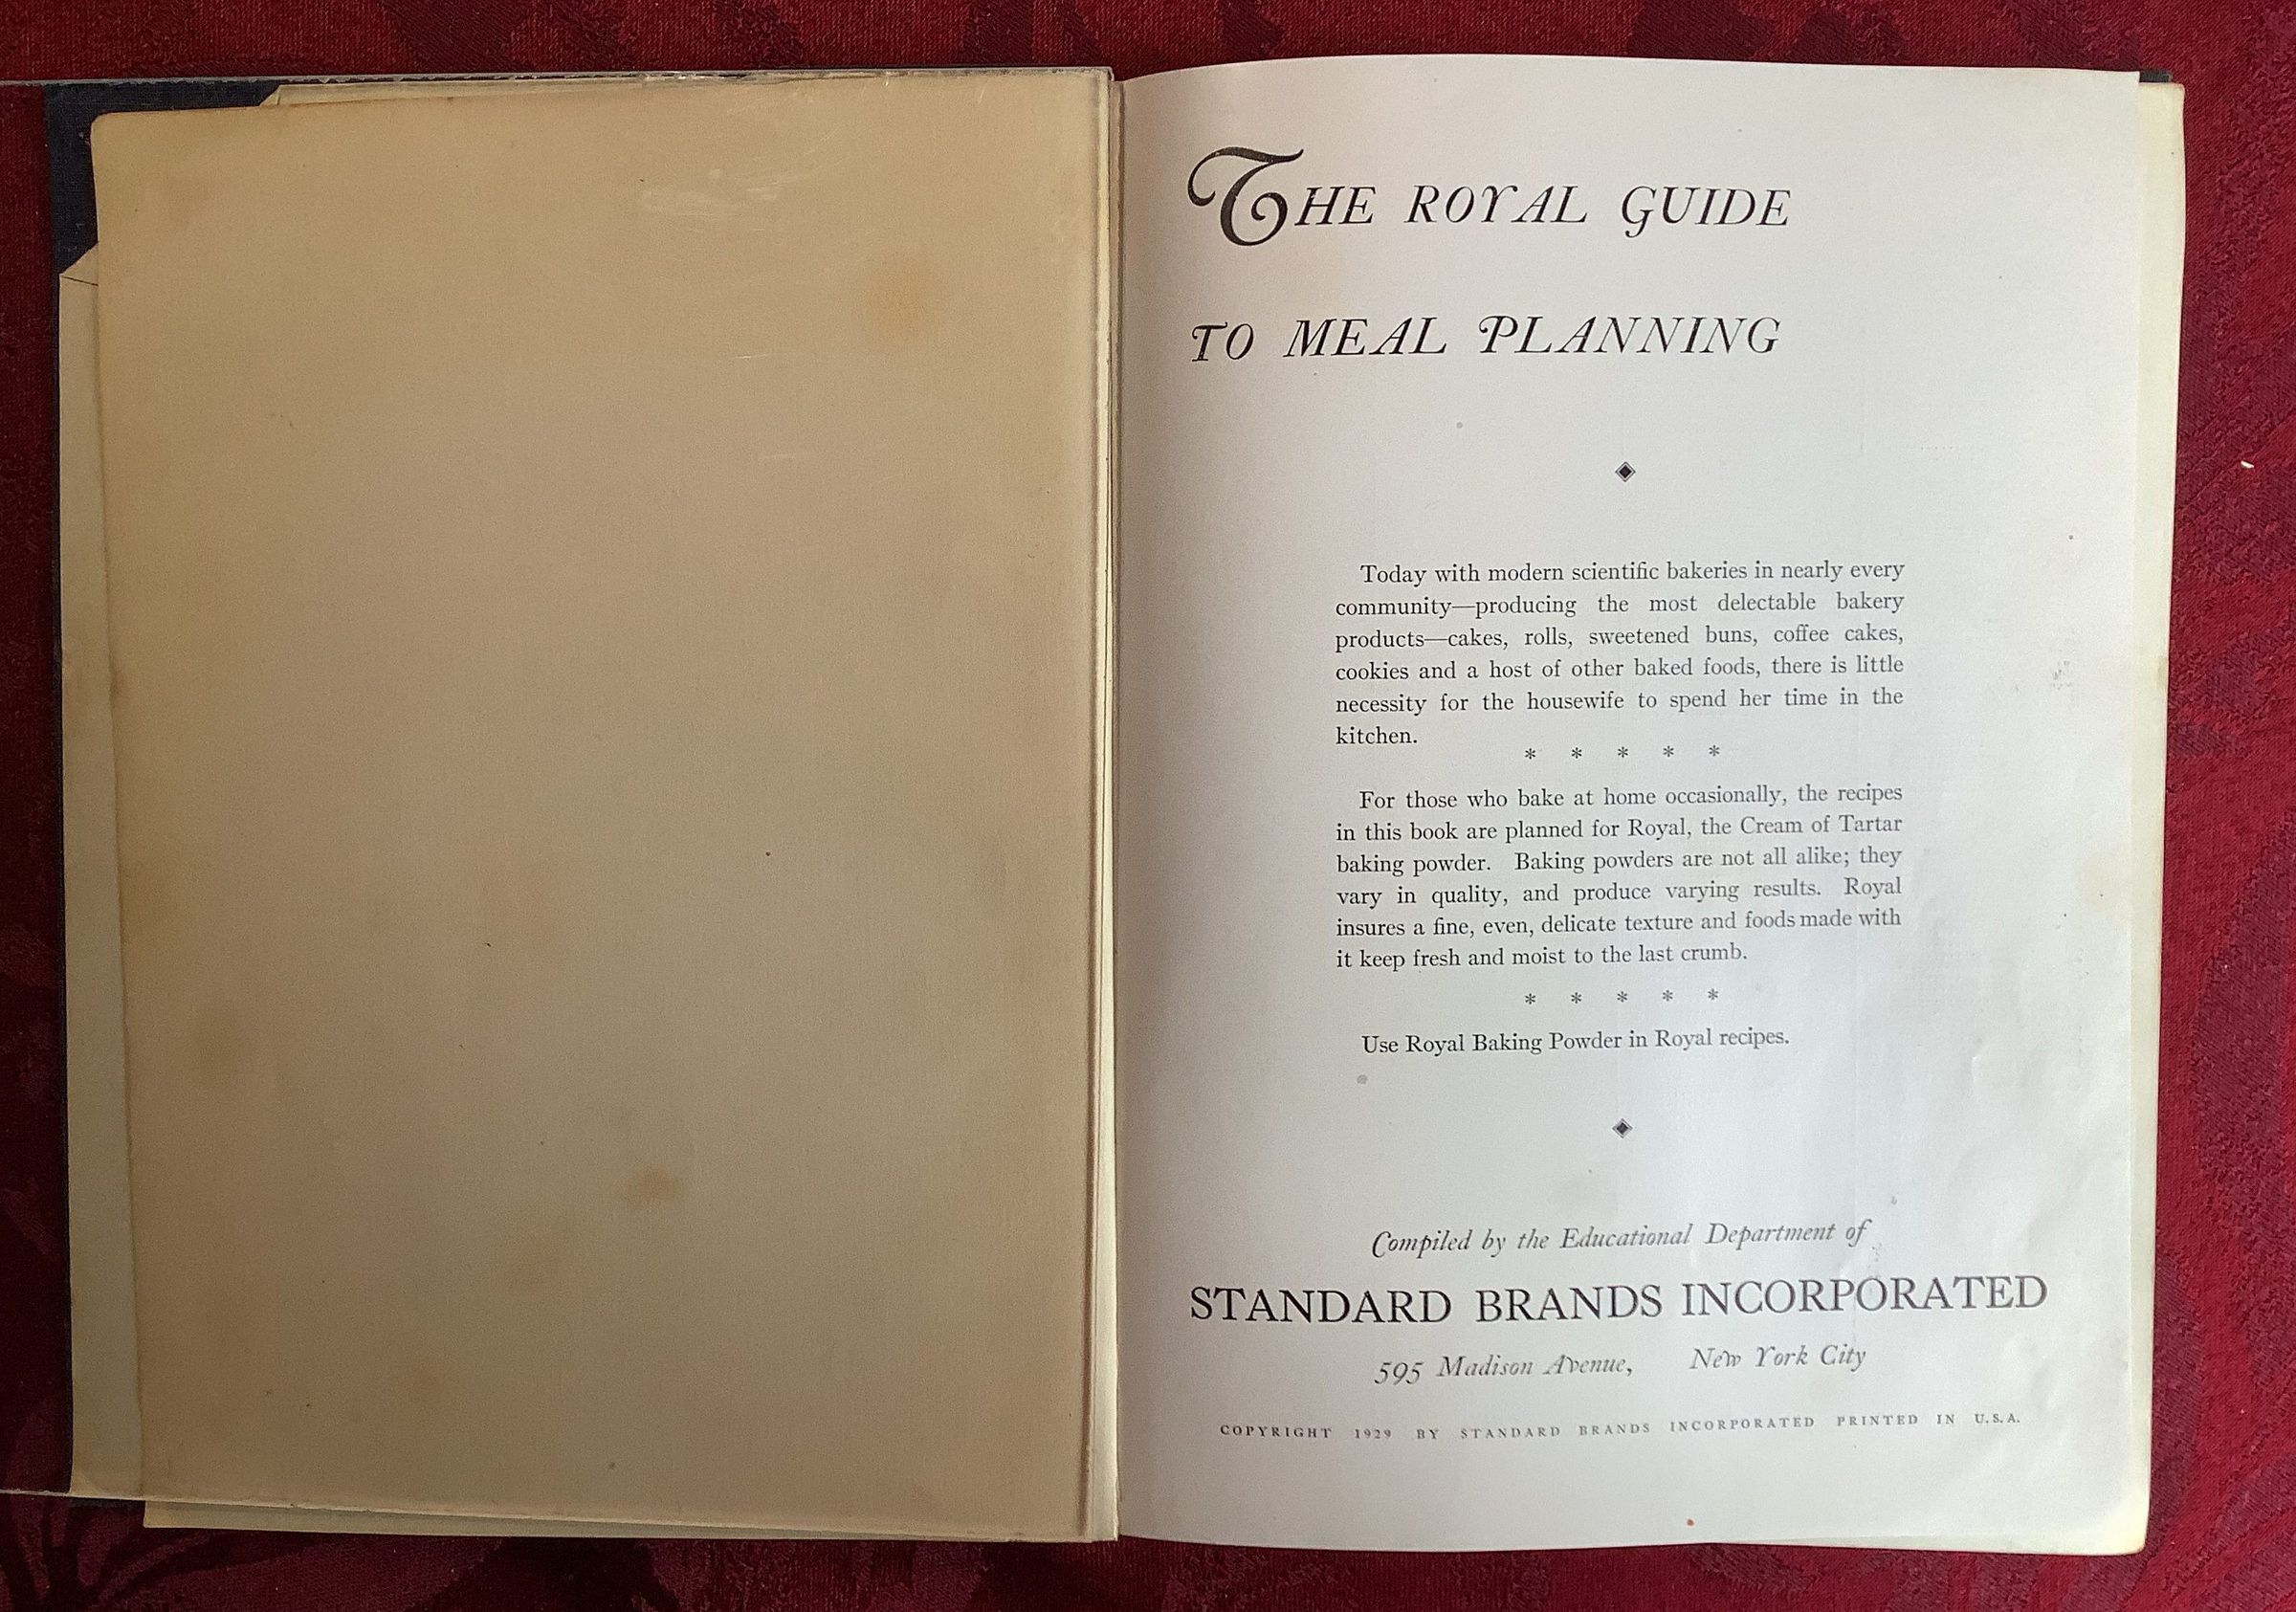 THE ROYAL GUIDE
TO MEAL PLANNING
Today with modern scientific bakeries in nearly every
community—producing the most delectable bakery
products—cakes, rolls, sweetened buns, coffee cakes,
cookies and a host of other baked foods, there is little
necessity for the housewife to spend her time in the
kitchen.
* * * * *
For those who bake at home occasionally, the recipes
in this book are planned for Royal, the Cream of Tartar
baking powder. Baking powders are not all alike; they
vary in quality, and produce varying results. Royal
insures a fine, even, delicate texture and foods made with
it keep fresh and moist to the last crumb.
* * * * *
Use Royal Baking Powder in Royal recipes.
Compiled by the Educational Department of
STANDARD BRANDS INCORPORATED
595 Madison Avenue, New York City
COPYRIGHT 1929 BY STANDARD BRANDS INCORPORATED PRINTED IN U.S.A.